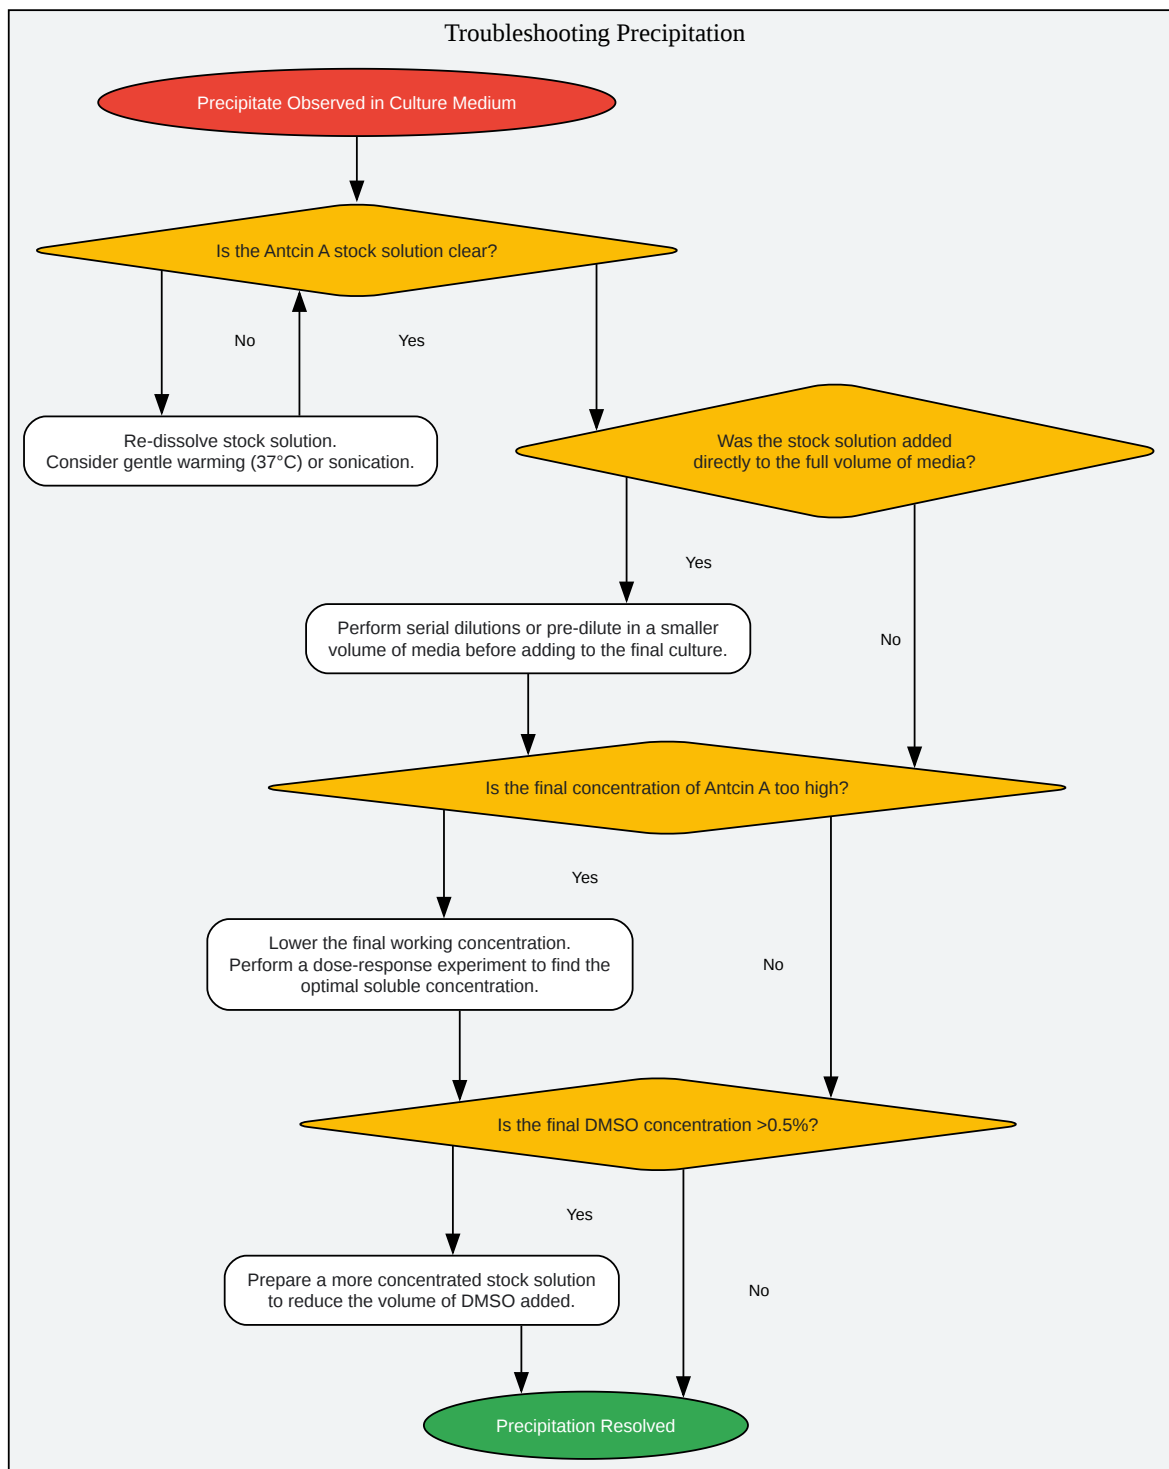 Troubleshooting Precipitation
Precipitate Observed in Culture Medium
Is the Antcin A stock solution clear?
No
Yes
Re-dissolve stock solution.
Consider gentle warming (37°C) or sonication.
Was the stock solution added
directly to the full volume of media?
Yes
Perform serial dilutions or pre-dilute in a smaller
volume of media before adding to the final culture.
No
Is the final concentration of Antcin A too high?
Yes
Lower the final working concentration.
Perform a dose-response experiment to find the
optimal soluble concentration.
No
Is the final DMSO concentration >0.5%?
Yes
Prepare a more concentrated stock solution
to reduce the volume of DMSO added.
No
Precipitation Resolved